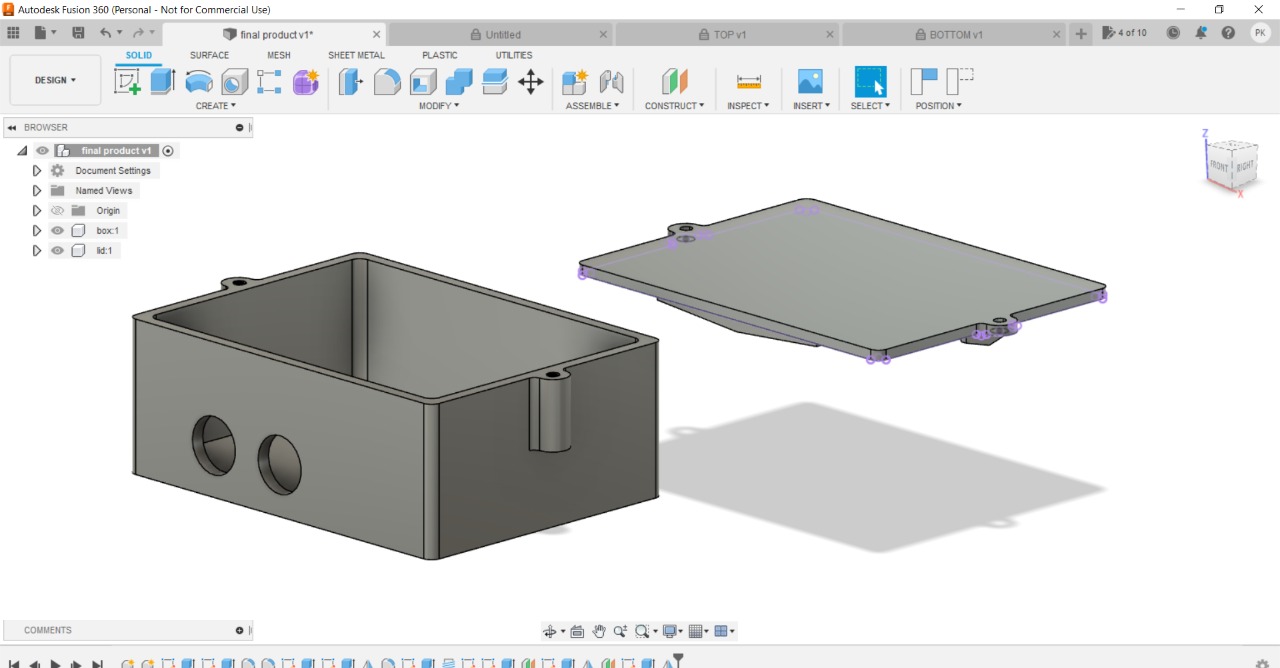 Autodesk Fusion 360 (Personal - Not for Commercial Use)
final product v1*
Untitled
TOP v1
BOTTOM v1
4 of 10
PK
DESIGN
SOLID
SURFACE
MESH
SHEET METAL
PLASTIC
UTILITIES
CREATE
MODIFY
ASSEMBLE
CONSTRUCT
INSPECT
INSERT
SELECT
POSITION
BROWSER
final product v1
Document Settings
Named Views
Origin
box:1
lid:1
Z
FRONT
RIGHT
X
COMMENTS